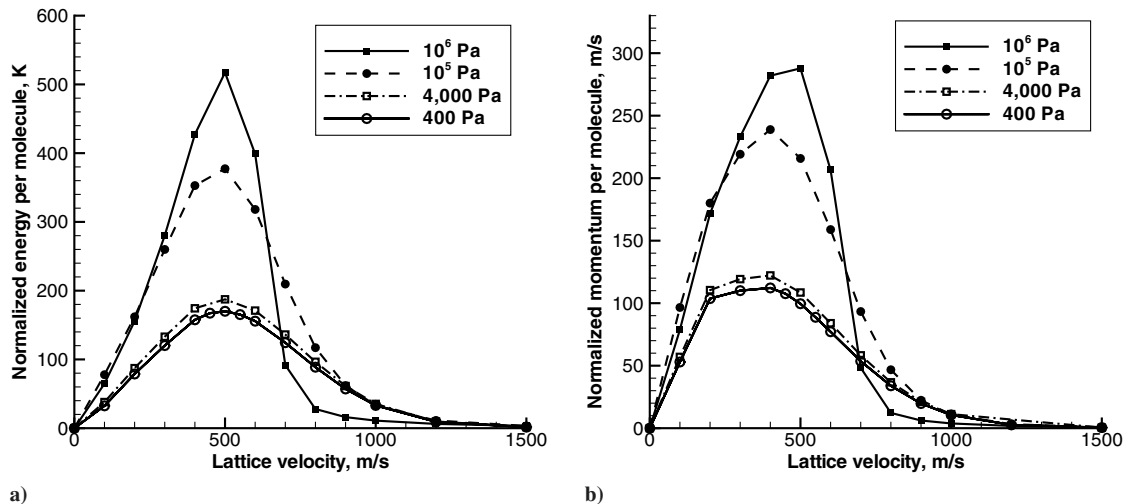 Normalized energy per molecule, K
600
500
400
300
200
100
0
0
500
1000
1500
Lattice velocity, m/s
10⁶ Pa
10⁵ Pa
4,000 Pa
400 Pa
a)
Normalized momentum per molecule, m/s
300
250
200
150
100
50
0
0
500
1000
1500
Lattice velocity, m/s
10⁶ Pa
10⁵ Pa
4,000 Pa
400 Pa
b)